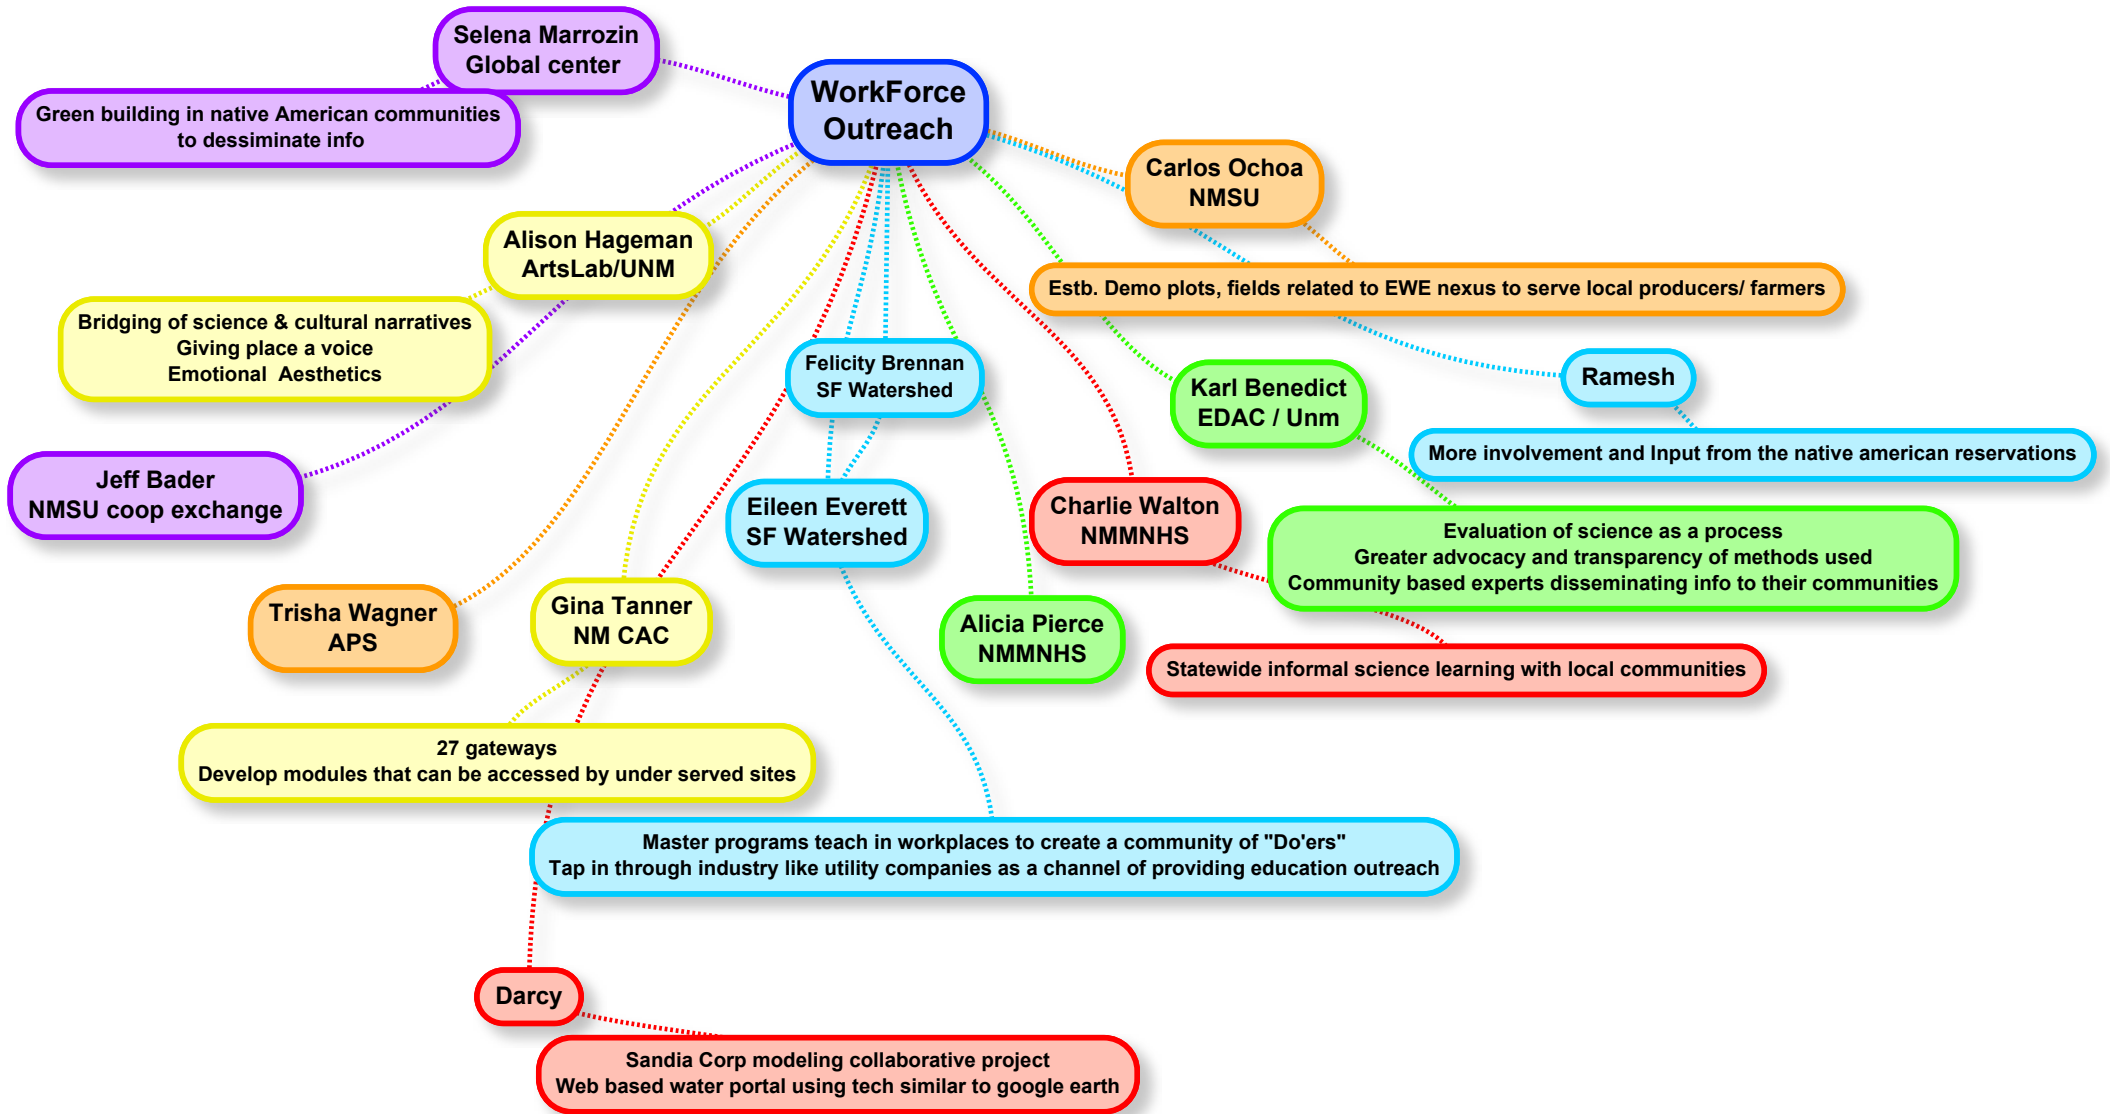 Selena Marrozin
Global center
Green building in native American communities
to dessiminate info
WorkForce
Outreach
Carlos Ochoa
NMSU
Alison Hageman
ArtsLab/UNM
Estb. Demo plots, fields related to EWE nexus to serve local producers/ farmers
Bridging of science & cultural narratives
Giving place a voice
Emotional Aesthetics
Felicity Brennan
SF Watershed
Karl Benedict
EDAC / Unm
Ramesh
More involvement and Input from the native american reservations
Jeff Bader
NMSU coop exchange
Eileen Everett
SF Watershed
Charlie Walton
NMMNHS
Evaluation of science as a process
Greater advocacy and transparency of methods used
Community based experts disseminating info to their communities
Trisha Wagner
APS
Gina Tanner
NM CAC
Alicia Pierce
NMMNHS
Statewide informal science learning with local communities
27 gateways
Develop modules that can be accessed by under served sites
Master programs teach in workplaces to create a community of "Do'ers"
Tap in through industry like utility companies as a channel of providing education outreach
Darcy
Sandia Corp modeling collaborative project
Web based water portal using tech similar to google earth